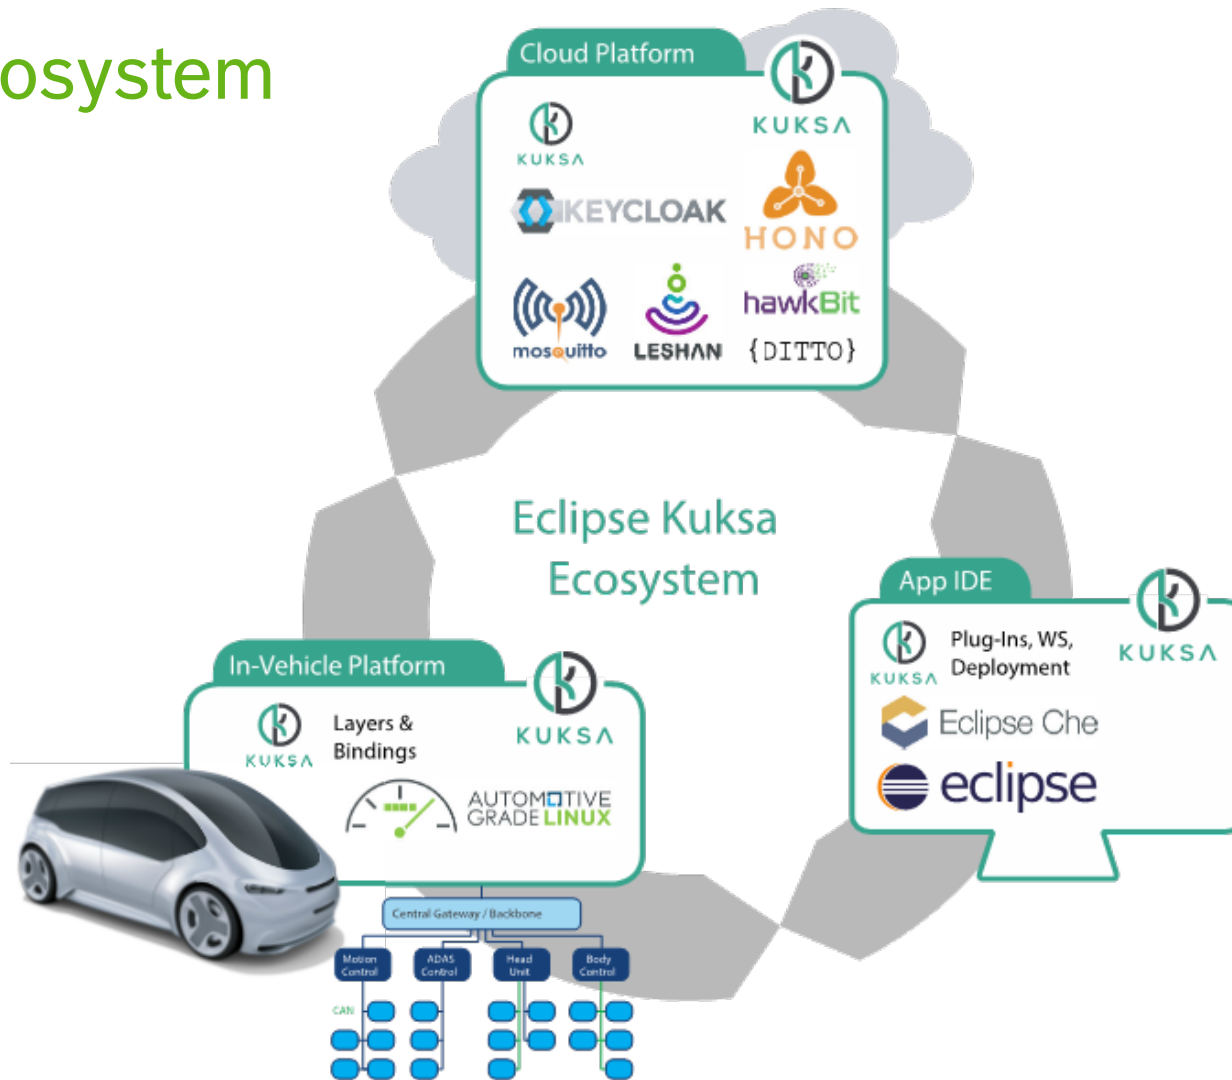 osystem
Cloud Platform
KUKSA
KUKSA
KEYCLOAK
HONO
mosquitto
LESHAN
hawkBit
{DITTO}
Eclipse Kuksa
Ecosystem
App IDE
KUKSA
Plug-Ins, WS,
Deployment
KUKSA
Eclipse Che
eclipse
In-Vehicle Platform
KUKSA
Layers &
Bindings
KUKSA
AUTOMOTIVE
GRADE LINUX
Central Gateway / Backbone
Motion
Control
ADAS
Control
Head
Unit
Body
Control
CAN